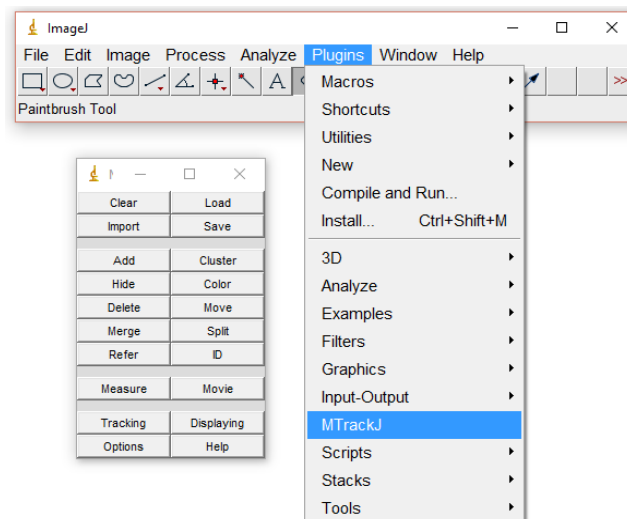 ImageJ
File Edit Image Process Analyze Plugins Window Help
A >>
Paintbrush Tool
Macros
Shortcuts
Utilities
New
Compile and Run...
Install... Ctrl+Shift+M
3D
Analyze
Examples
Filters
Graphics
Input-Output
MTrackJ
Scripts
Stacks
Tools
Clear Load
Import Save
Add Cluster
Hide Color
Delete Move
Merge Split
Refer ID
Measure Movie
Tracking Displaying
Options Help